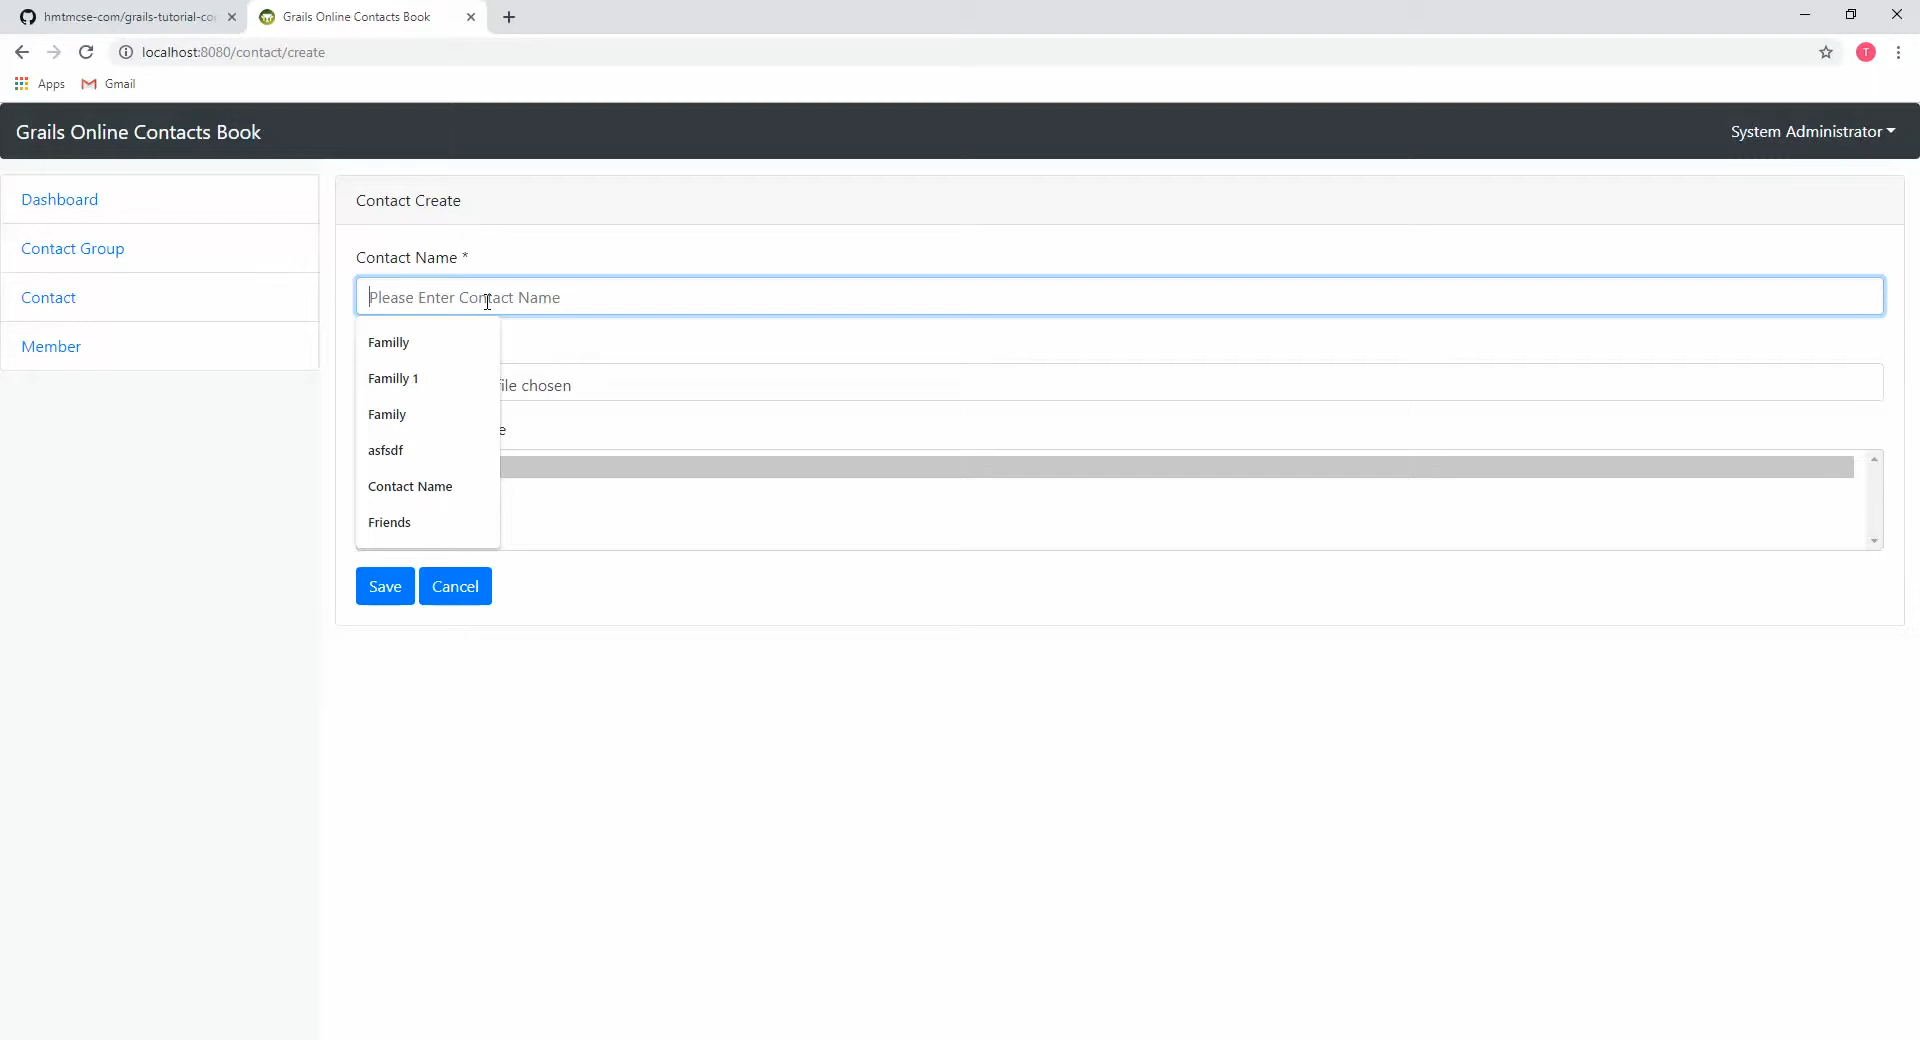 hmtmcse-com/grails-tutorial-co
Grails Online Contacts Book
localhost:8080/contact/create
T
Apps
Gmail
Grails Online Contacts Book
System Administrator
Dashboard
Contact Group
Contact
Member
Contact Create
Contact Name *
Please Enter Contact Name
Familly
Familly 1
Family
asfsdf
Contact Name
Friends
file chosen
e
Save
Cancel